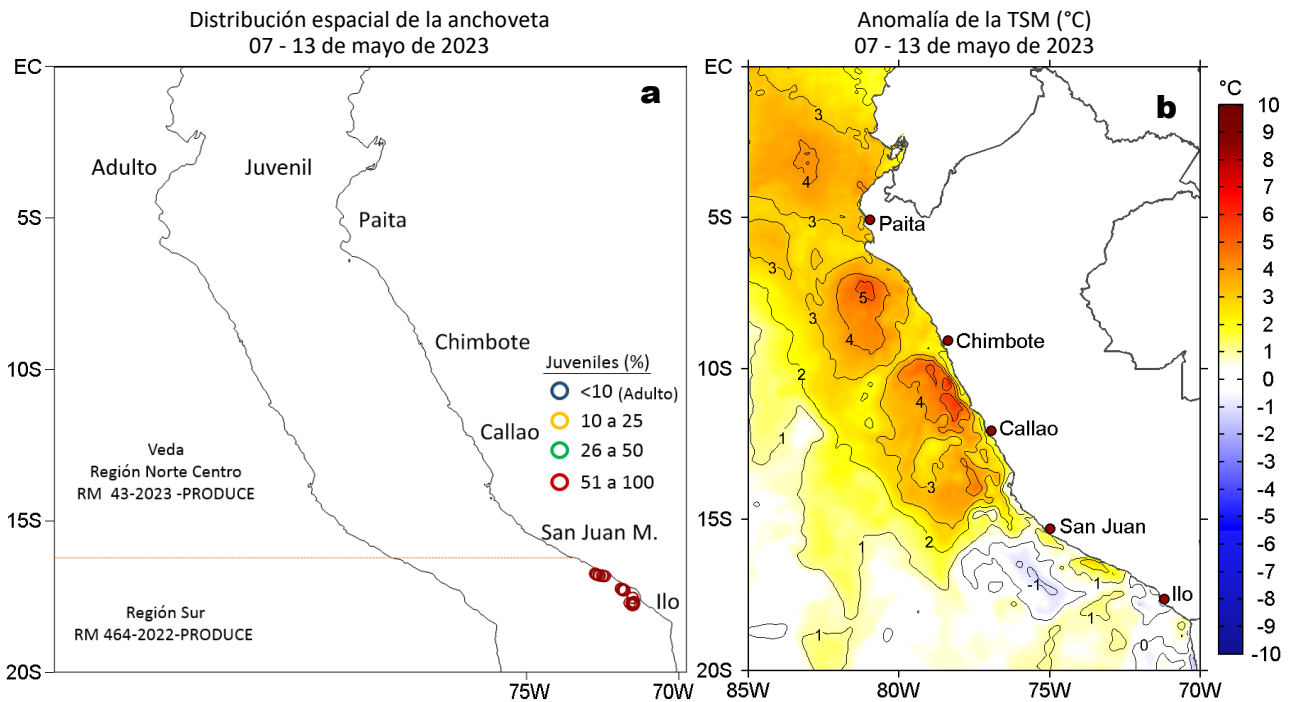 Distribución espacial de la anchoveta
07 - 13 de mayo de 2023
EC
5S
10S
15S
20S
75W
70W
a
Adulto
Juvenil
Paita
Chimbote
Juveniles (%)
<10 (Adulto)
10 a 25
26 a 50
51 a 100
Callao
Veda
Región Norte Centro
RM 43-2023 -PRODUCE
San Juan M.
Ilo
Región Sur
RM 464-2022-PRODUCE
Anomalía de la TSM (°C)
07 - 13 de mayo de 2023
EC
5S
10S
15S
20S
85W
80W
75W
70W
b
3
4
3
Paita
3
5
3
4
Chimbote
2
4
1
Callao
3
San Juan
2
1
-1
1
Ilo
1
1
0
°C
10
9
8
7
6
5
4
3
2
1
0
-1
-2
-3
-4
-5
-6
-7
-8
-9
-10